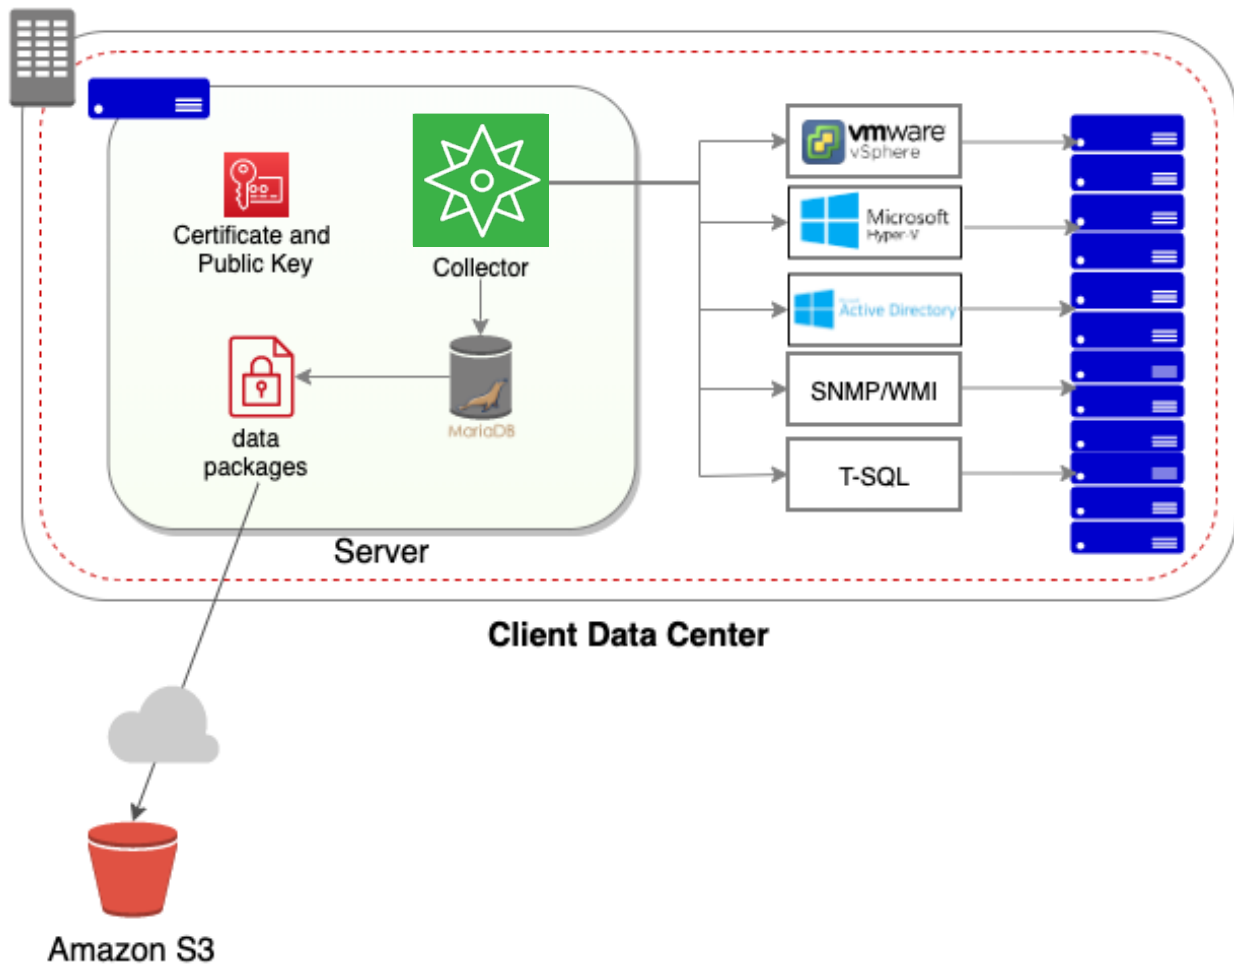 Certificate and
Public Key
Collector
MariaDB
data
packages
Server
vmware
vSphere
Microsoft
Hyper-V
Active Directory
SNMP/WMI
T-SQL
Client Data Center
Amazon S3